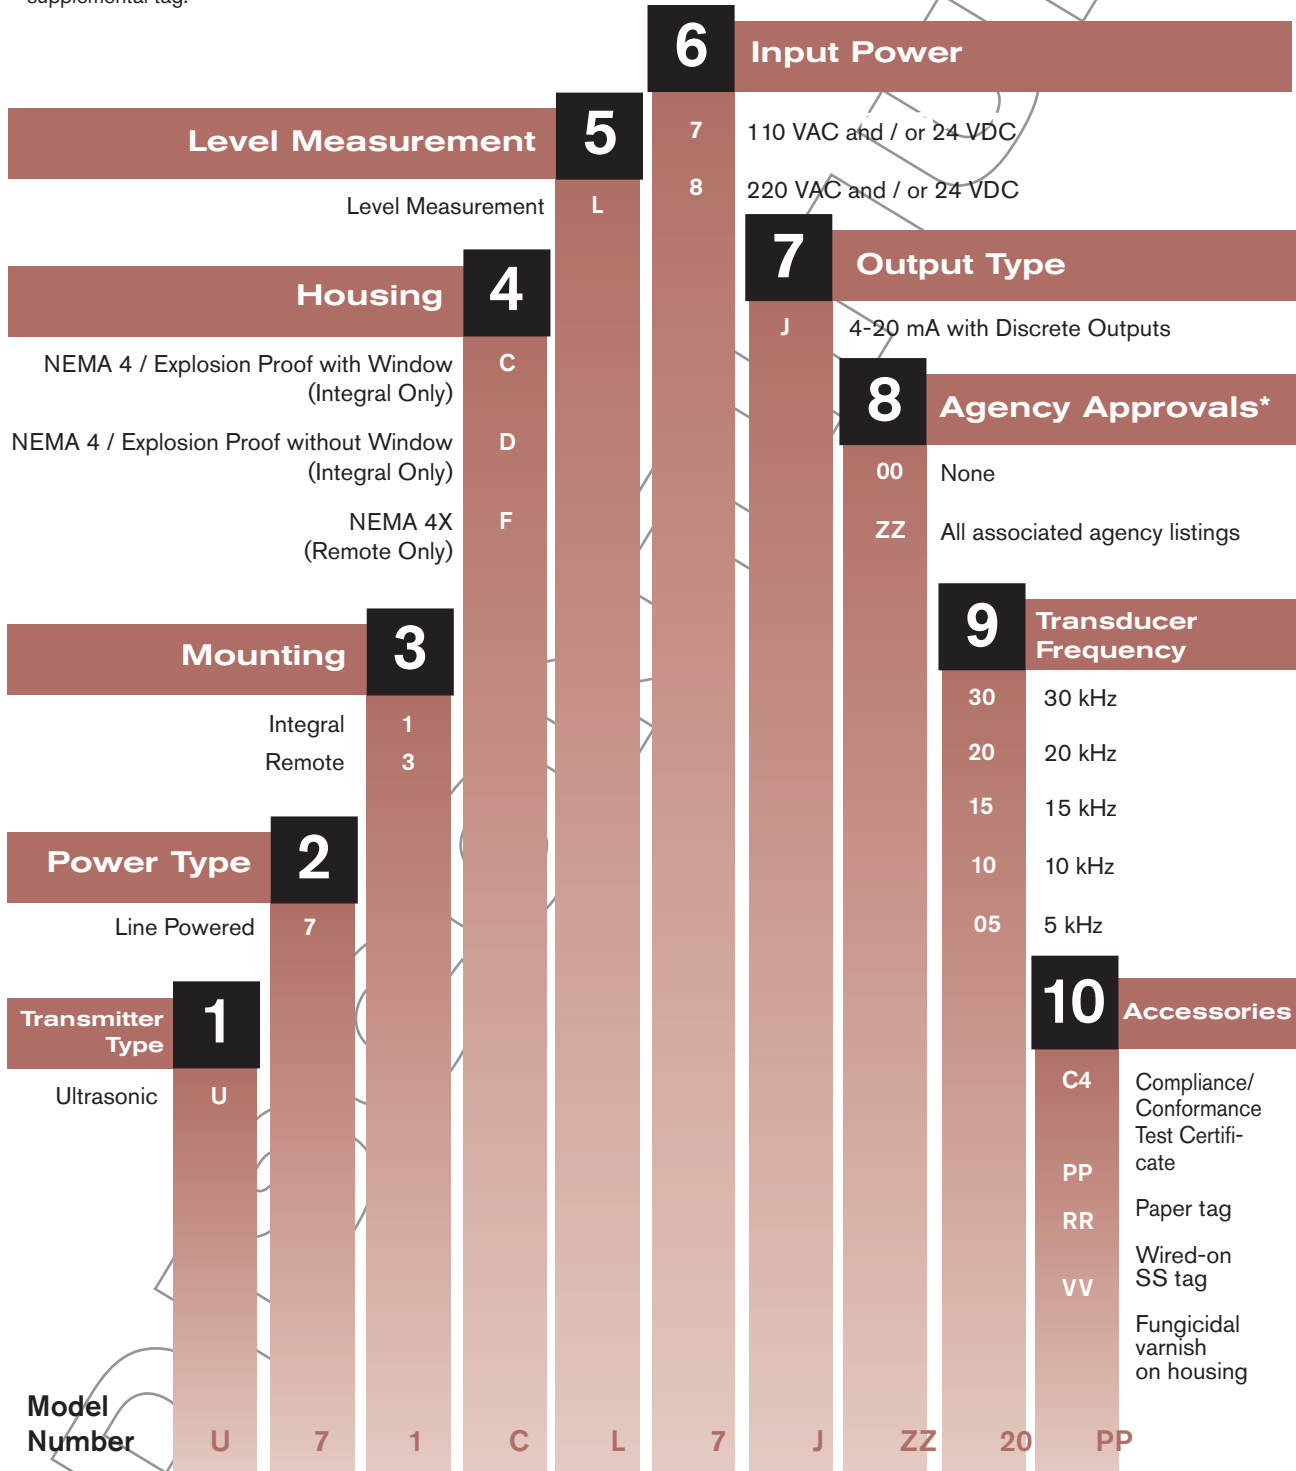 supplemental tag.
6 Input Power
7 110 VAC and / or 24 VDC
8 220 VAC and / or 24 VDC
Level Measurement 5
Level Measurement L
7 Output Type
J 4-20 mA with Discrete Outputs
Housing 4
NEMA 4 / Explosion Proof with Window C
(Integral Only)
NEMA 4 / Explosion Proof without Window D
(Integral Only)
NEMA 4X F
(Remote Only)
8 Agency Approvals*
00 None
ZZ All associated agency listings
Mounting 3
Integral 1
Remote 3
9 Transducer
Frequency
30 30 kHz
20 20 kHz
15 15 kHz
10 10 kHz
05 5 kHz
Power Type 2
Line Powered 7
Transmitter
Type 1
Ultrasonic U
10 Accessories
C4 Compliance/
Conformance
Test Certifi-
cate
PP Paper tag
RR Wired-on
SS tag
VV Fungicidal
varnish
on housing
Model
Number U 7 1 C L 7 J ZZ 20 PP